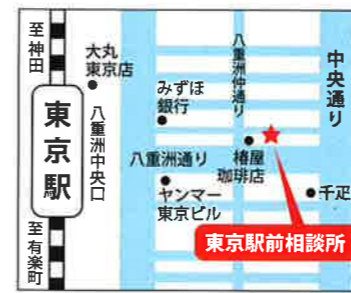 至神田
東京駅
至有楽町
大丸
東京店
八重洲中央口
みずほ
銀行
八重洲仲通り
中央通り
八重洲通り
椿屋
珈琲店
ヤンマー
東京ビル
千疋
東京駅前相談所